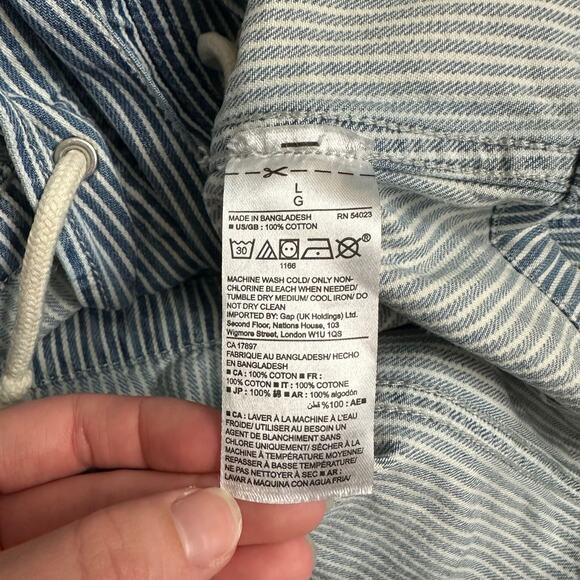 L
G
MADE IN BANGLADESH RN 54023
■ US/GB : 100% COTTON
30
1166
MACHINE WASH COLD/ ONLY NON-
CHLORINE BLEACH WHEN NEEDED/
TUMBLE DRY MEDIUM/ COOL IRON/ DO
NOT DRY CLEAN
IMPORTED BY: Gap (UK Holdings) Ltd.
Second Floor, Nations House, 103
Wigmore Street, London W1U 1QS
CA 17897
FABRIQUE AU BANGLADESH/ HECHO
EN BANGLADESH
■ CA : 100% COTON ■ FR :
100% COTON ■ IT : 100% COTONE
■ JP : 100% 綿 ■ AR : 100% algodón
قطن 100% :AE■
■ CA : LAVER À LA MACHINE À L'EAU
FROIDE/ UTILISER AU BESOIN UN
AGENT DE BLANCHIMENT SANS
CHLORE UNIQUEMENT/ SÉCHER À LA
MACHINE À TEMPÉRATURE MOYENNE/
REPASSER À BASSE TEMPÉRATURE/
NE PAS NETTOYER À SEC ■ AR :
LAVAR A MAQUINA CON AGUA FRIA/